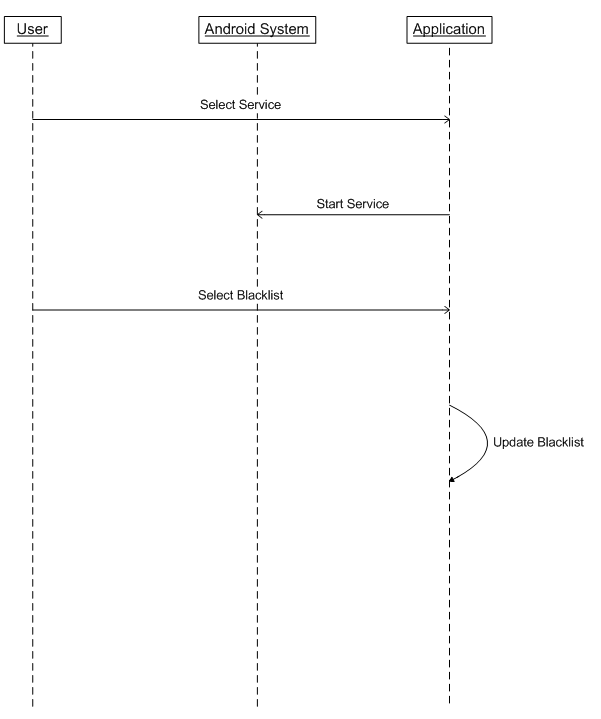 User
Android System
Application
Select Service
Start Service
Select Blacklist
Update Blacklist